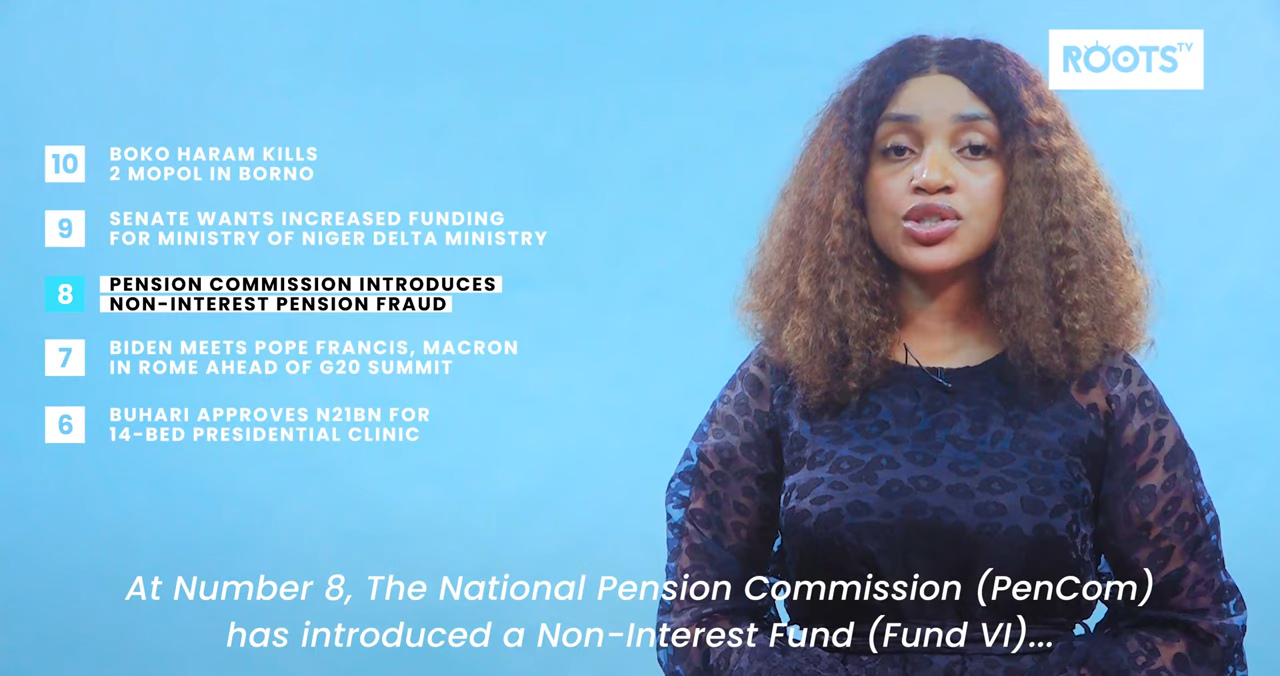 ROOTS TV
10
BOKO HARAM KILLS
2 MOPOL IN BORNO
9
SENATE WANTS INCREASED FUNDING
FOR MINISTRY OF NIGER DELTA MINISTRY
8
PENSION COMMISSION INTRODUCES
NON-INTEREST PENSION FRAUD
7
BIDEN MEETS POPE FRANCIS, MACRON
IN ROME AHEAD OF G20 SUMMIT
6
BUHARI APPROVES N21BN FOR
14-BED PRESIDENTIAL CLINIC
At Number 8, The National Pension Commission (PenCom)
has introduced a Non-Interest Fund (Fund VI)...